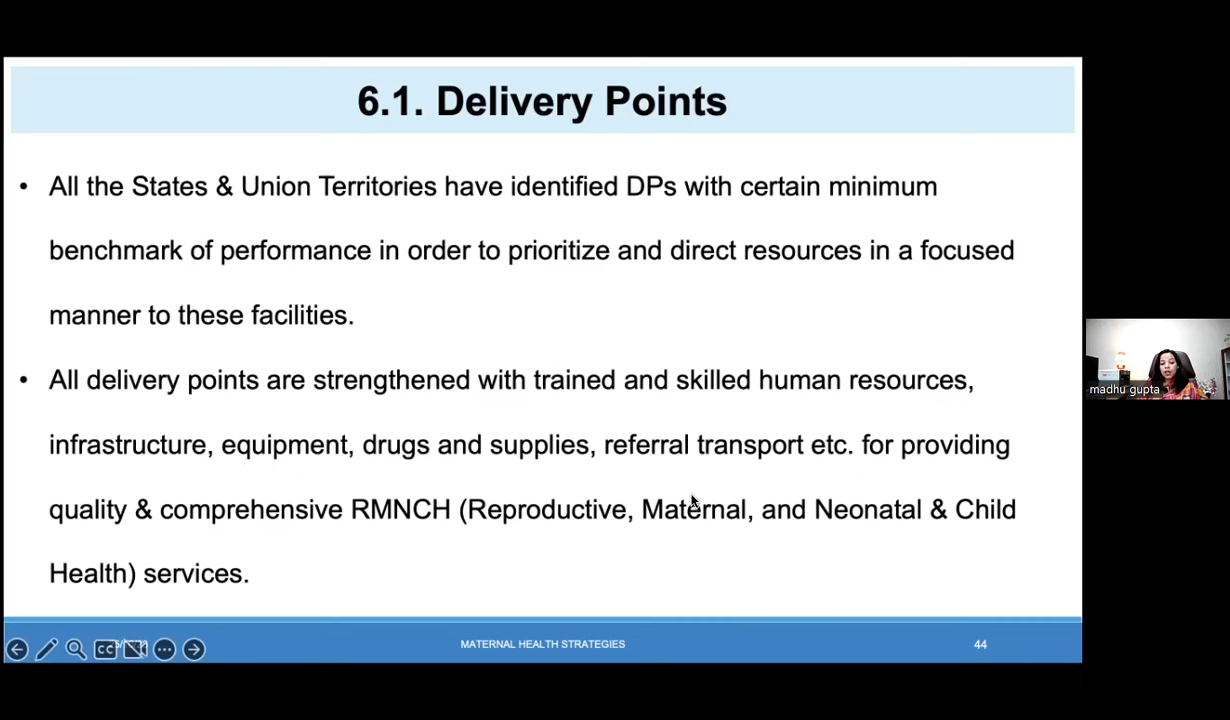 6.1. Delivery Points
• All the States & Union Territories have identified DPs with certain minimum
benchmark of performance in order to prioritize and direct resources in a focused
manner to these facilities.
• All delivery points are strengthened with trained and skilled human resources,
infrastructure, equipment, drugs and supplies, referral transport etc. for providing
quality & comprehensive RMNCH (Reproductive, Maternal, and Neonatal & Child
Health) services.
madhu gupta
CC
MATERNAL HEALTH STRATEGIES
44